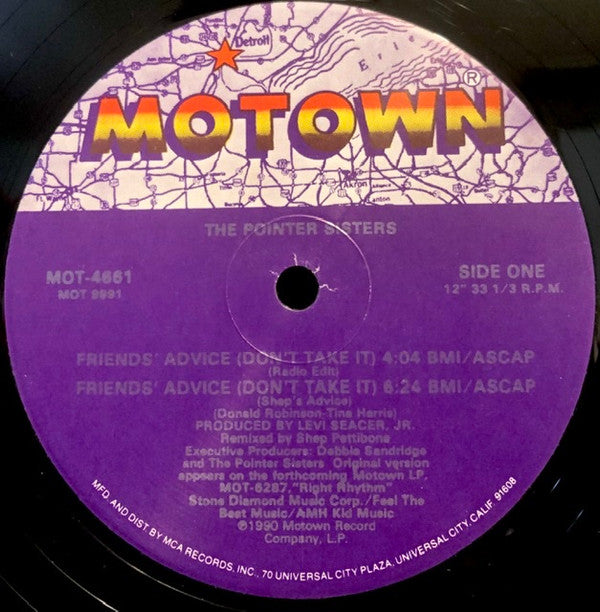 Detroit
Erie
MOTOWN®
Akron
Canton
THE POINTER SISTERS
MOT-4661
MOT 9991
SIDE ONE
12" 33 1/3 R.P.M.
FRIENDS' ADVICE (DON'T TAKE IT) 4:04 BMI/ASCAP
(Radio Edit)
FRIENDS' ADVICE (DON'T TAKE IT) 6:24 BMI/ASCAP
(Shep's Advice)
(Donald Robinson-Tina Harris)
PRODUCED BY LEVI SEACER, JR.
Remixed by Shep Pettibone
Executive Producers: Debbie Sandridge
and The Pointer Sisters Original version
appears on the forthcoming Motown LP.
MOT-6287,"Right Rhythm"
Stone Diamond Music Corp./Feel The
Beat Music/AMH Kid Music
℗1990 Motown Record
Company, L.P.
MFD. AND DIST. BY MCA RECORDS, INC., 70 UNIVERSAL CITY PLAZA, UNIVERSAL CITY, CALIF. 91608